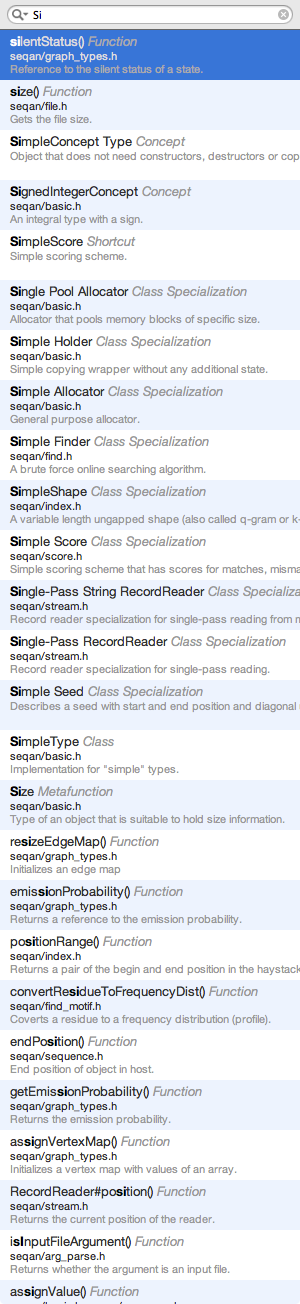 Si
silentStatus() Function
seqan/graph_types.h
Reference to the silent status of a state.
size() Function
seqan/file.h
Gets the file size.
SimpleConcept Type Concept
Object that does not need constructors, destructors or cop
SignedIntegerConcept Concept
seqan/basic.h
An integral type with a sign.
SimpleScore Shortcut
Simple scoring scheme.
Single Pool Allocator Class Specialization
seqan/basic.h
Allocator that pools memory blocks of specific size.
Simple Holder Class Specialization
seqan/basic.h
Simple copying wrapper without any additional state.
Simple Allocator Class Specialization
seqan/basic.h
General purpose allocator.
Simple Finder Class Specialization
seqan/find.h
A brute force online searching algorithm.
SimpleShape Class Specialization
seqan/index.h
A variable length ungapped shape (also called q-gram or k-
Simple Score Class Specialization
seqan/score.h
Simple scoring scheme that has scores for matches, misma
Single-Pass String RecordReader Class Specializa
seqan/stream.h
Record reader specialization for single-pass reading from m
Single-Pass RecordReader Class Specialization
seqan/stream.h
Record reader specialization for single-pass reading.
Simple Seed Class Specialization
Describes a seed with start and end position and diagonal
SimpleType Class
seqan/basic.h
Implementation for "simple" types.
Size Metafunction
seqan/basic.h
Type of an object that is suitable to hold size information.
resizeEdgeMap() Function
seqan/graph_types.h
Initializes an edge map
emissionProbability() Function
seqan/graph_types.h
Returns a reference to the emission probability.
positionRange() Function
seqan/index.h
Returns a pair of the begin and end position in the haystack
convertResidueToFrequencyDist() Function
seqan/find_motif.h
Coverts a residue to a frequency distribution (profile).
endPosition() Function
seqan/sequence.h
End position of object in host.
getEmissionProbability() Function
seqan/graph_types.h
Returns the emission probability.
assignVertexMap() Function
seqan/graph_types.h
Initializes a vertex map with values of an array.
RecordReader#position() Function
seqan/stream.h
Returns the current position of the reader.
isInputFileArgument() Function
seqan/arg_parse.h
Returns whether the argument is an input file.
assignValue() Function